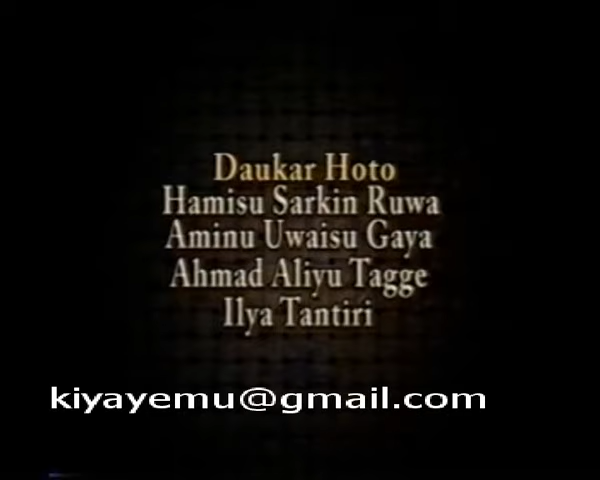 Daukar Hoto
Hamisu Sarkin Ruwa
Aminu Uwaisu Gaya
Ahmad Aliyu Tagge
Ilya Tantiri
kiyayemu@gmail.com